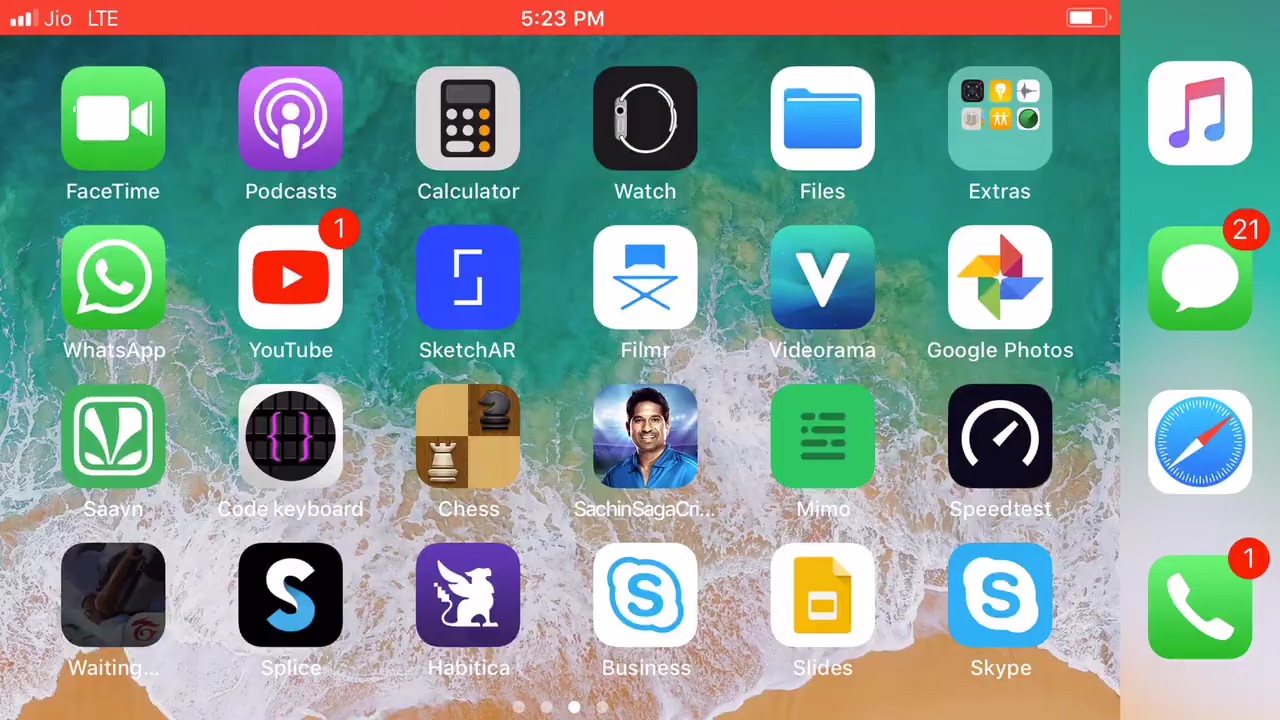 Jio LTE 5:23 PM
FaceTime Podcasts Calculator Watch Files Extras
1
21
WhatsApp YouTube SketchAR Filmr Videorama Google Photos
Saavn Code keyboard Chess SachinSagaCri... Mimo Speedtest
1
Waiting... Splice Habitica Business Slides Skype